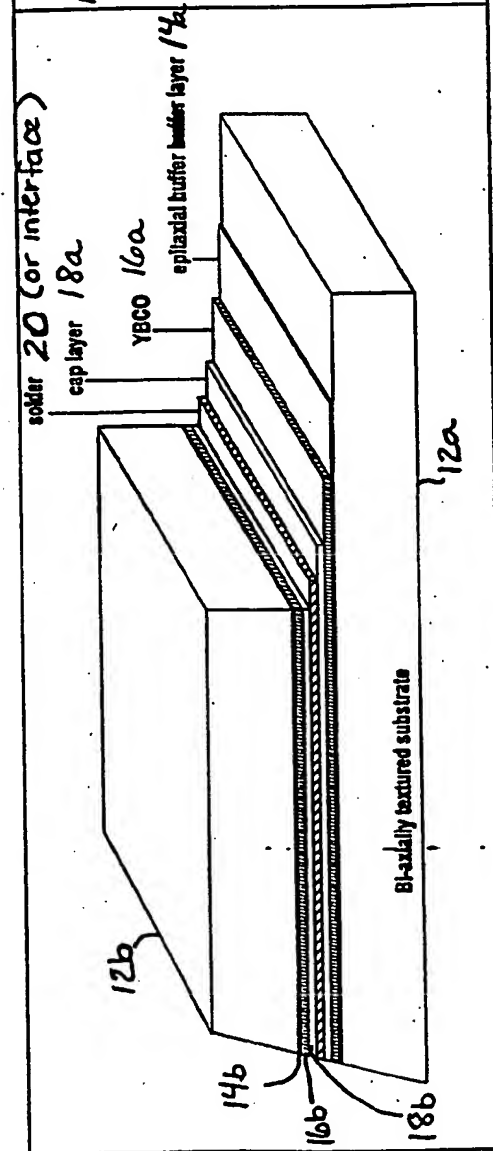 solder 20 (or interface)
cap layer 18a
YBCO 16a
epitaxial buffer layer 14a
12b
14b
16b
18b
Bi-axially textured substrate
12a